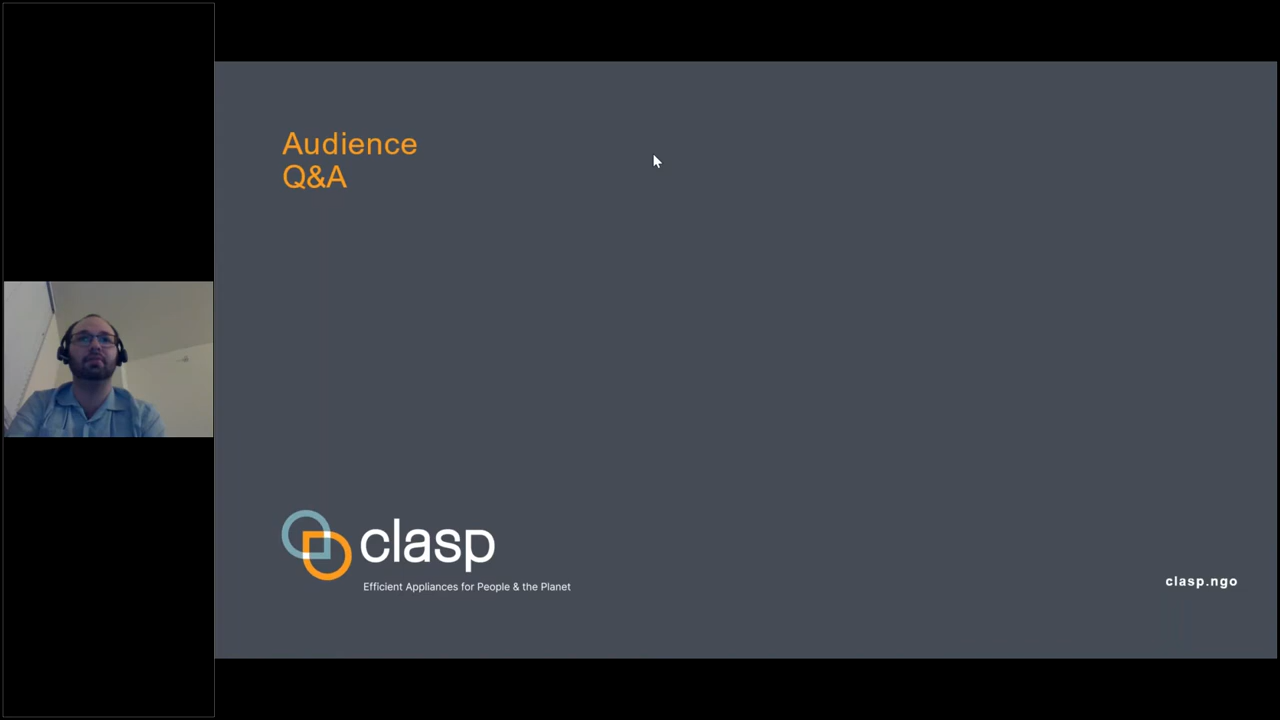 Audience
Q&A
clasp
Efficient Appliances for People & the Planet
clasp.ngo